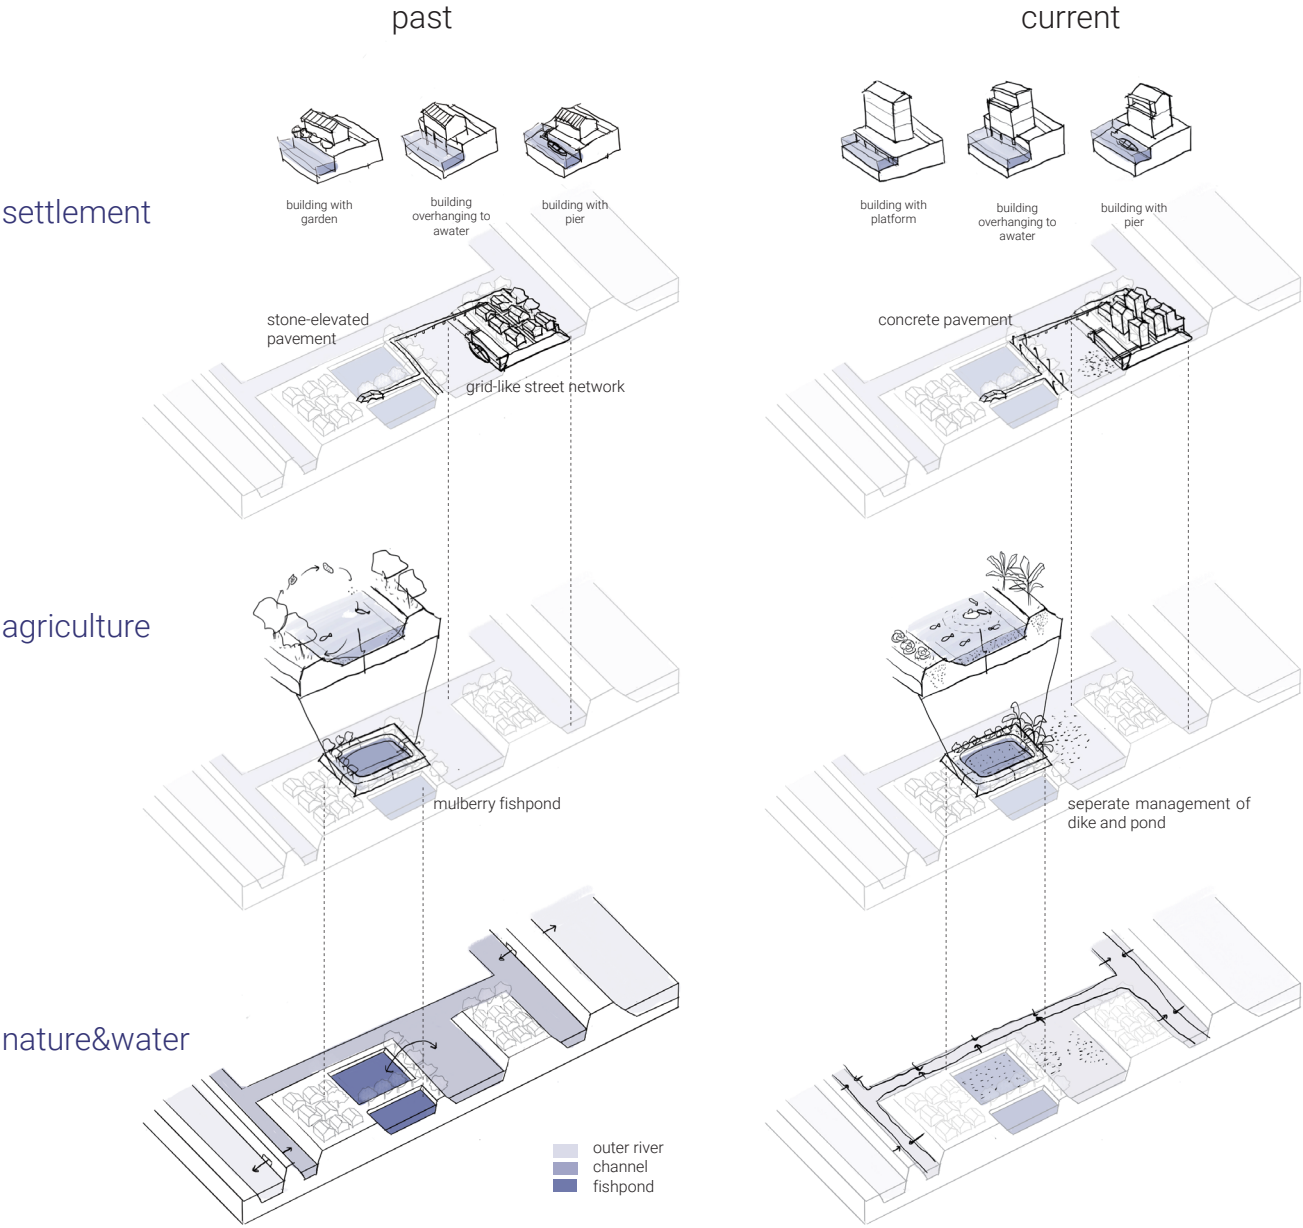 past
current
settlement
building with
garden
building
overhanging to
awater
building with
pier
building with
platform
building
overhanging to
awater
building with
pier
stone-elevated
pavement
grid-like street network
concrete pavement
agriculture
mulberry fishpond
seperate management of
dike and pond
nature&water
outer river
channel
fishpond